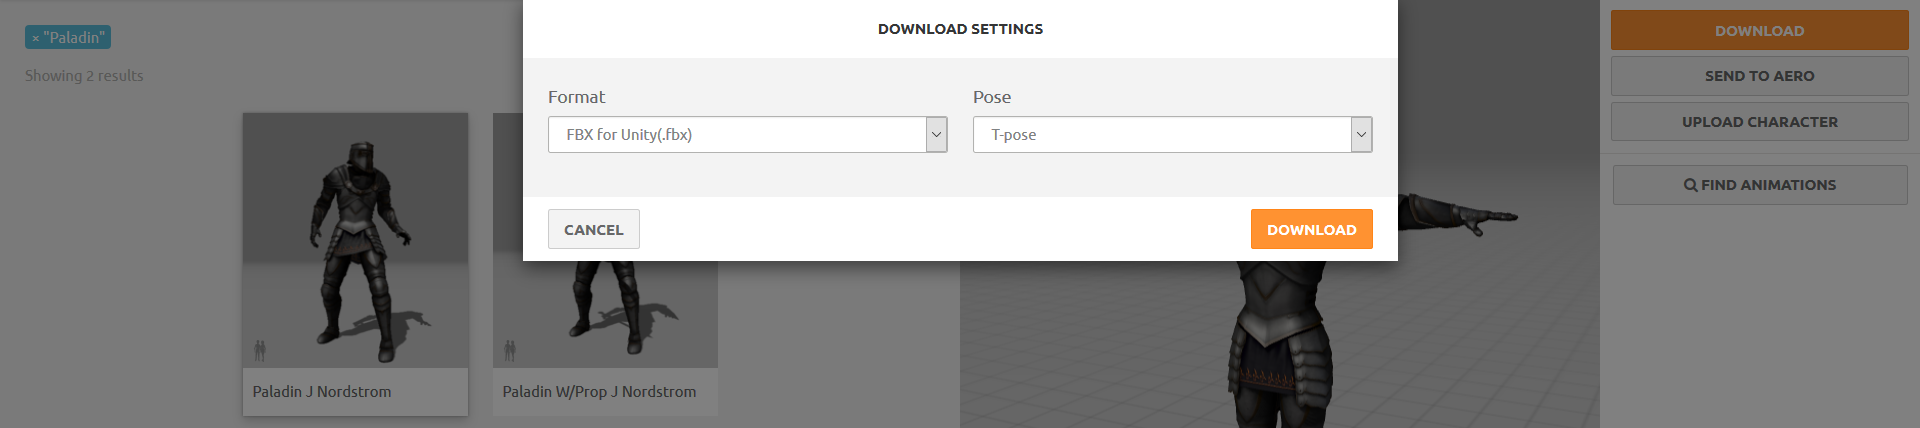 × "Paladin"
Showing 2 results
Paladin J Nordstrom
Paladin W/Prop J Nordstrom
DOWNLOAD SETTINGS
Format
FBX for Unity(.fbx)
Pose
T-pose
CANCEL
DOWNLOAD
DOWNLOAD
SEND TO AERO
UPLOAD CHARACTER
FIND ANIMATIONS